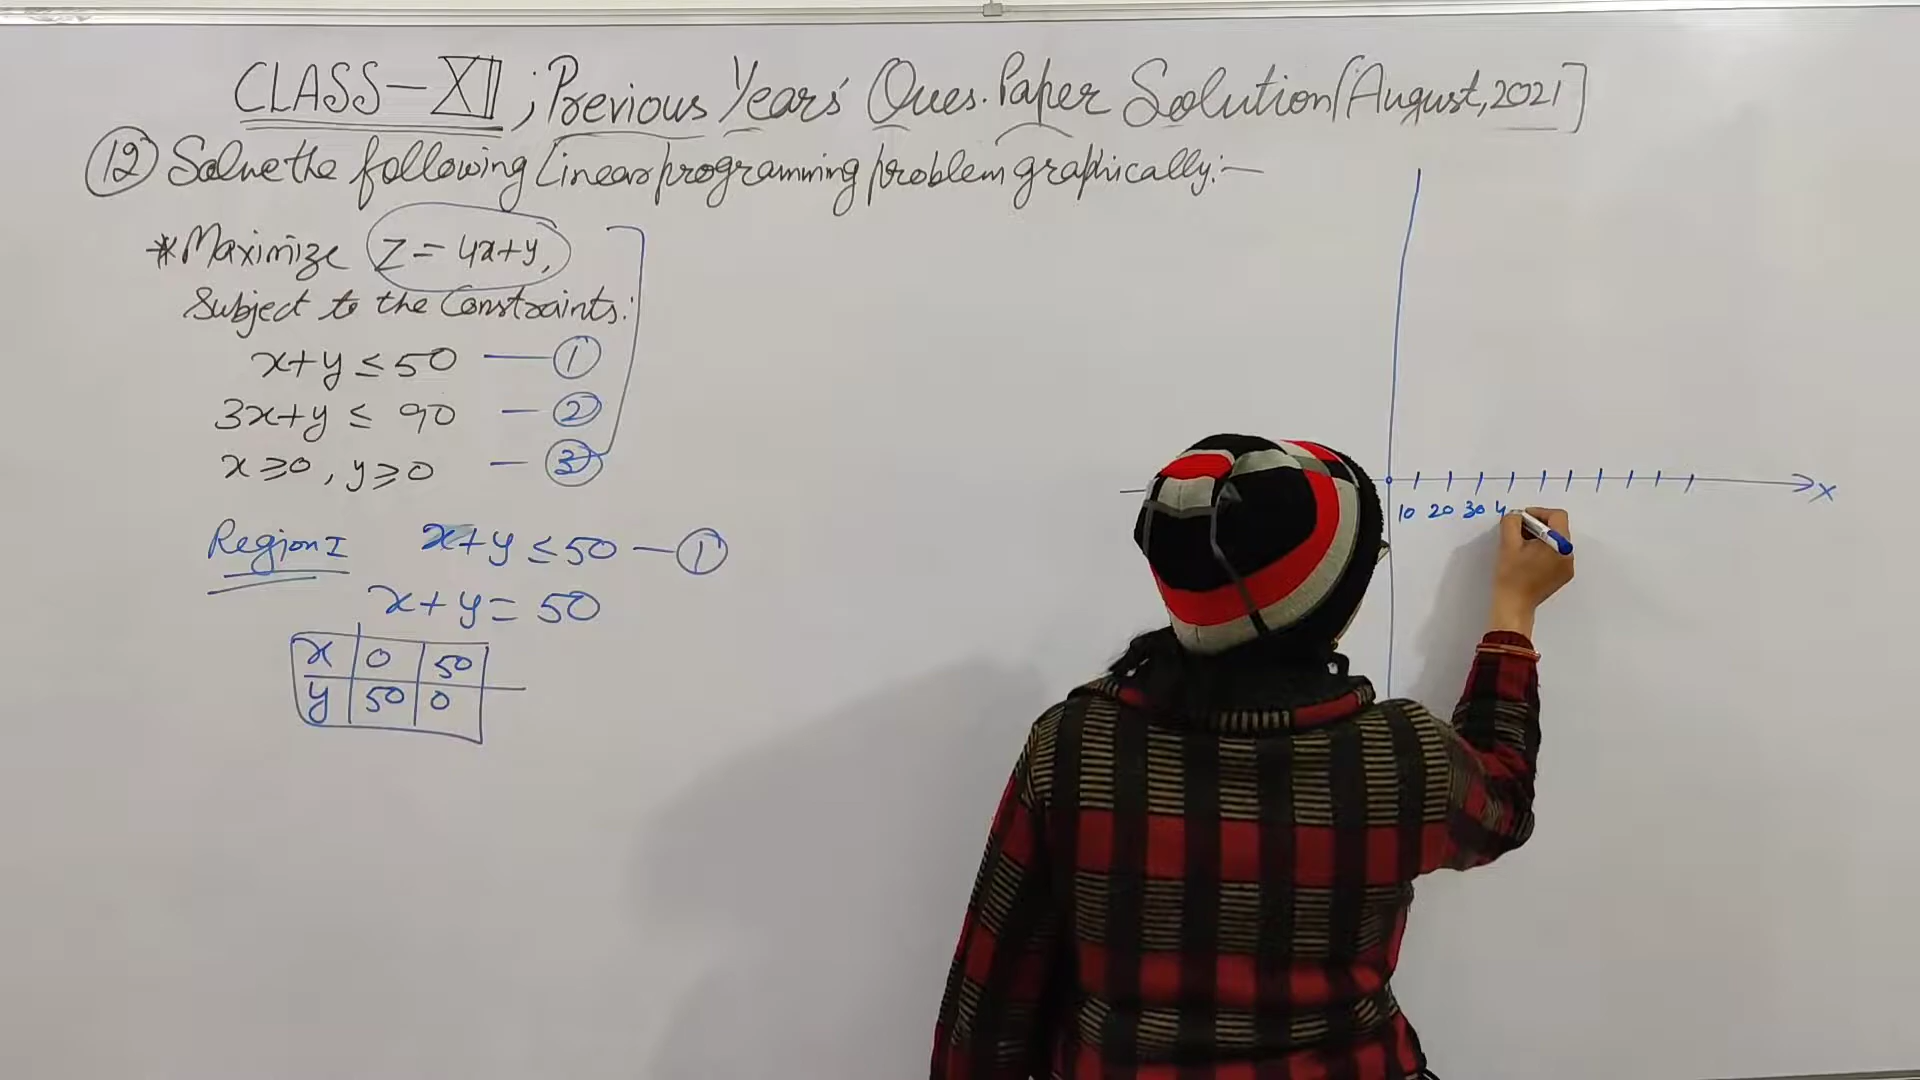 CLASS-XII; Previous Years' Ques. Paper Solution [August, 2021]
12 Solve the following Linear programming problem graphically:—
*Maximize Z = 4x+y,
Subject to the Constraints:
x+y ≤ 50 — 1
3x+y ≤ 90 — 2
x ≥ 0, y ≥ 0 — 3
Region I x+y ≤ 50 — 1
x+y = 50
x 0 50
y 50 0
X
10 20 30 4